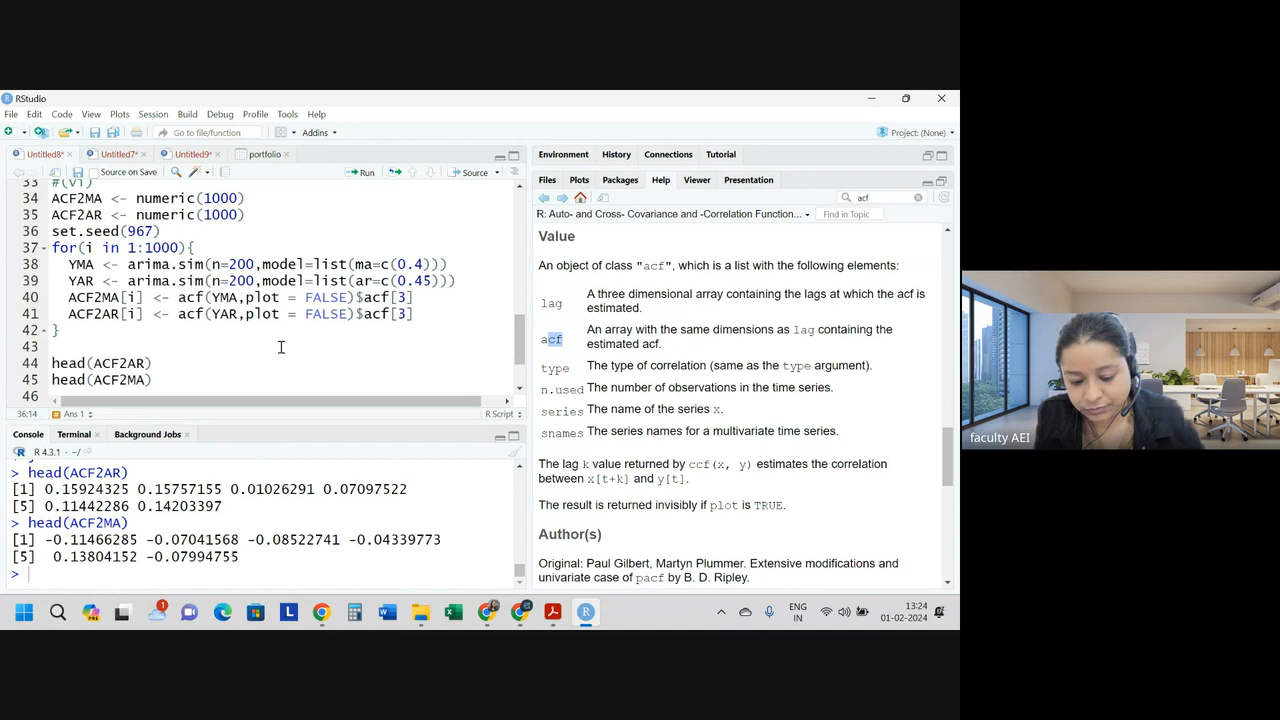 RStudio
File Edit Code View Plots Session Build Debug Profile Tools Help
Go to file/function
Addins
Project: (None)
Untitled8*
Untitled7*
Untitled9*
portfolio
Source on Save
Run
Source
33 #(vi)
34 ACF2MA <- numeric(1000)
35 ACF2AR <- numeric(1000)
36 set.seed(967)
37 for(i in 1:1000){
38 YMA <- arima.sim(n=200,model=list(ma=c(0.4)))
39 YAR <- arima.sim(n=200,model=list(ar=c(0.45)))
40 ACF2MA[i] <- acf(YMA,plot = FALSE)$acf[3]
41 ACF2AR[i] <- acf(YAR,plot = FALSE)$acf[3]
42 }
43
44 head(ACF2AR)
45 head(ACF2MA)
46
36:14 Ans 1 R Script
Console Terminal Background Jobs
R 4.3.1 · ~/
> head(ACF2AR)
[1] 0.15924325 0.15757155 0.01026291 0.07097522
[5] 0.11442286 0.14203397
> head(ACF2MA)
[1] -0.11466285 -0.07041568 -0.08522741 -0.04339773
[5] 0.13804152 -0.07994755
>
Environment History Connections Tutorial
Files Plots Packages Help Viewer Presentation
acf
R: Auto- and Cross- Covariance and -Correlation Function...
Find in Topic
Value
An object of class "acf", which is a list with the following elements:
lag A three dimensional array containing the lags at which the acf is
estimated.
acf An array with the same dimensions as lag containing the
estimated acf.
type The type of correlation (same as the type argument).
n.used The number of observations in the time series.
series The name of the series x.
snames The series names for a multivariate time series.
The lag k value returned by ccf(x, y) estimates the correlation
between x[t+k] and y[t].
The result is returned invisibly if plot is TRUE.
Author(s)
Original: Paul Gilbert, Martyn Plummer. Extensive modifications and
univariate case of pacf by B. D. Ripley.
faculty AEI
ENG
IN
13:24
01-02-2024